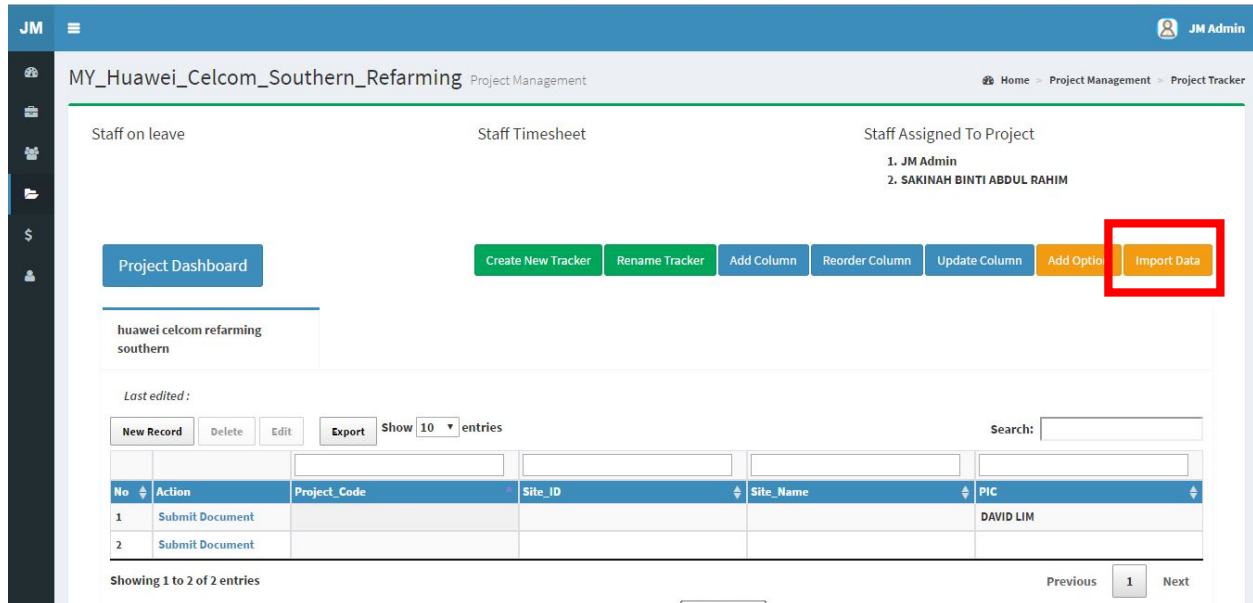 JM
JM Admin
MY_Huawei_Celcom_Southern_Refarming Project Management
Home > Project Management > Project Tracker
Staff on leave
Staff Timesheet
Staff Assigned To Project
1. JM Admin
2. SAKINAH BINTI ABDUL RAHIM
Project Dashboard
Create New Tracker
Rename Tracker
Add Column
Reorder Column
Update Column
Add Option
Import Data
huawei celcom refarming
southern
Last edited :
New Record
Delete
Edit
Export
Show 10 entries
Search:
No Action Project_Code Site_ID Site_Name PIC
1 Submit Document DAVID LIM
2 Submit Document
Showing 1 to 2 of 2 entries
Previous 1 Next